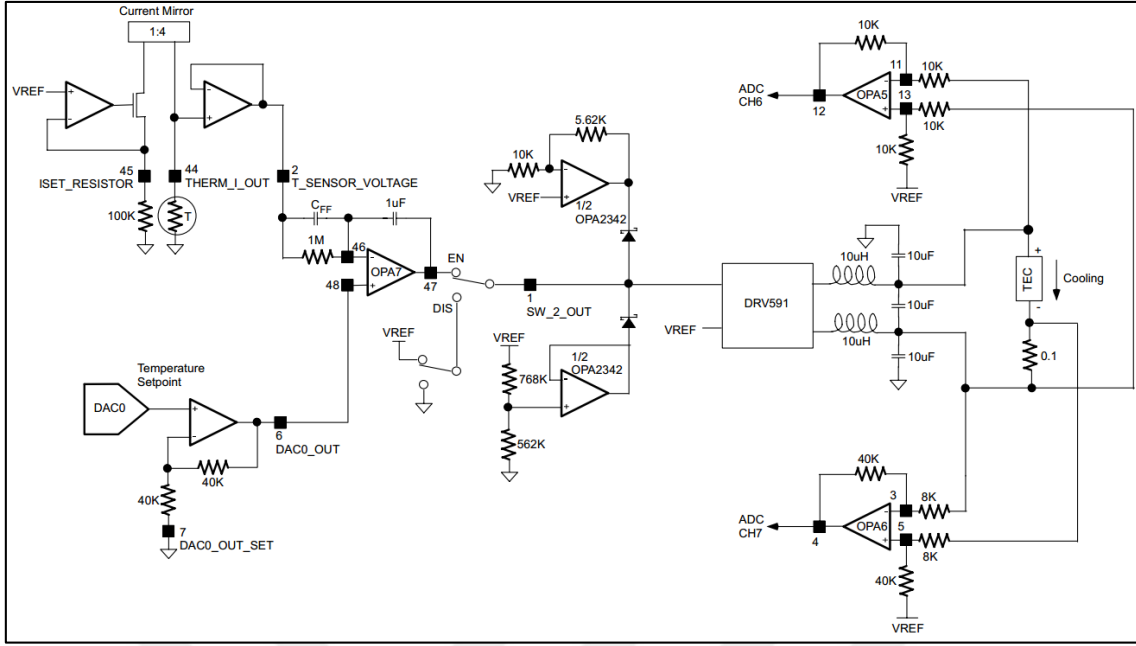 Current Mirror
1:4
VREF
+
-
-
+
45
ISET_RESISTOR
44
THERM_I_OUT
2
T_SENSOR_VOLTAGE
100K
T
CFF
1uF
1M
46
-
OPA7
+
48
47
EN
DIS
VREF
1
SW_2_OUT
Temperature
Setpoint
DAC0
+
-
6
DAC0_OUT
40K
40K
7
DAC0_OUT_SET
5.62K
10K
-
VREF
+
1/2
OPA2342
VREF
768K
1/2
OPA2342
-
+
562K
DRV591
VREF
10uH
10uF
10uF
10uH
10uF
10K
11
10K
ADC
CH6
-
OPA5
+
13
12
10K
10K
VREF
+
TEC
Cooling
-
0.1
40K
3
8K
ADC
CH7
-
OPA6
+
5
4
8K
40K
VREF